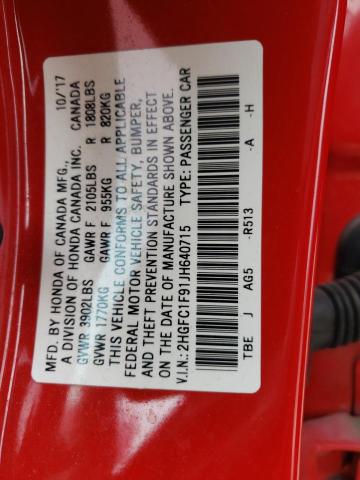 MFD. BY HONDA OF CANADA MFG., 10/'17
A DIVISION OF HONDA CANADA INC. CANADA
GVWR 3902LBS GAWR F 2105LBS R 1808LBS
GVWR 1770KG GAWR F 955KG R 820KG
THIS VEHICLE CONFORMS TO ALL APPLICABLE
FEDERAL MOTOR VEHICLE SAFETY, BUMPER,
AND THEFT PREVENTION STANDARDS IN EFFECT
ON THE DATE OF MANUFACTURE SHOWN ABOVE.
V.I.N.: 2HGFC1F91JH640715 TYPE: PASSENGER CAR
TBE J AG5 -R513 -A -H